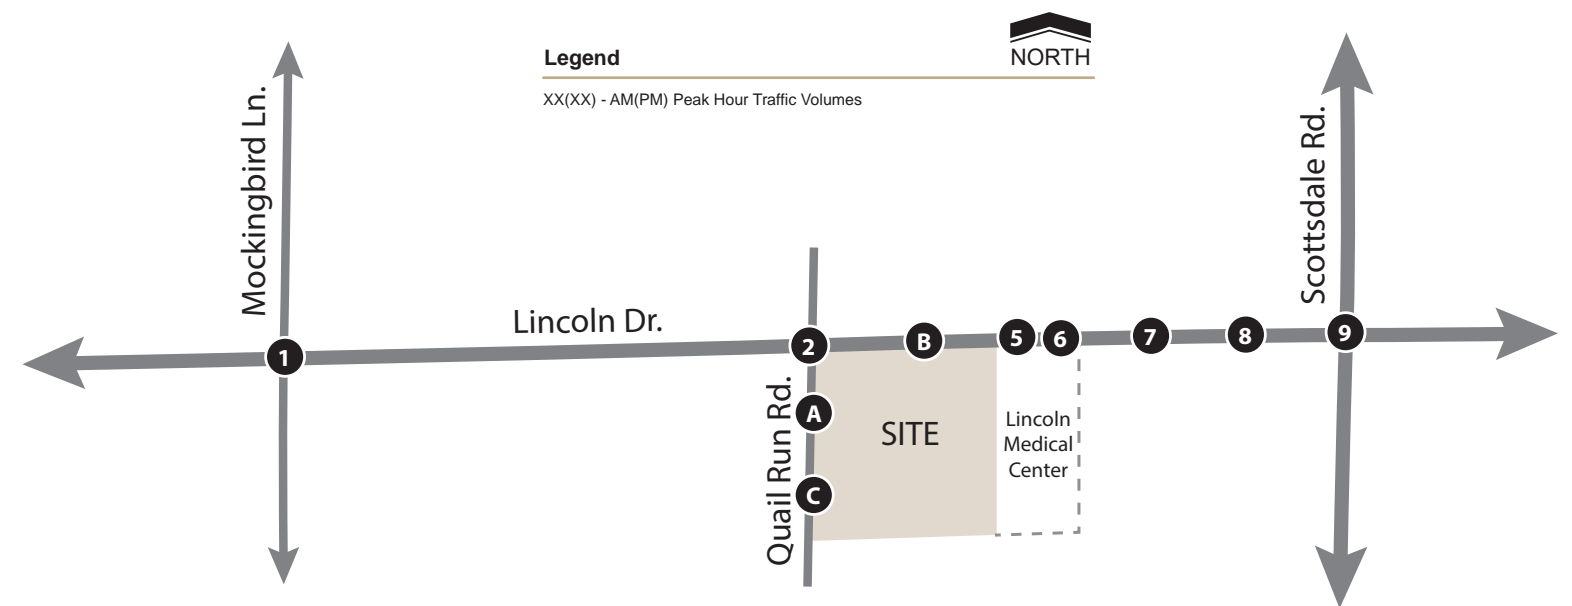 Legend
NORTH
XX(XX) - AM(PM) Peak Hour Traffic Volumes
Mockingbird Ln.
Scottsdale Rd.
Lincoln Dr.
1
2
B
5
6
7
8
9
Quail Run Rd.
A
SITE
Lincoln
Medical
Center
C